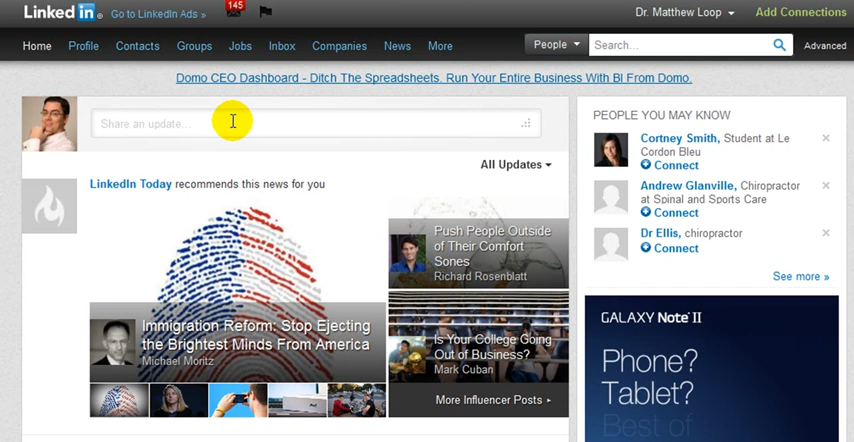 Linked in®
Go to LinkedIn Ads »
145
Dr. Matthew Loop
Add Connections
Home Profile Contacts Groups Jobs Inbox Companies News More
People
Search...
Advanced
Domo CEO Dashboard - Ditch The Spreadsheets. Run Your Entire Business With BI From Domo.
Share an update...
All Updates
LinkedIn Today recommends this news for you
Immigration Reform: Stop Ejecting
the Brightest Minds From America
Michael Moritz
Push People Outside
of Their Comfort
Sones
Richard Rosenblatt
Is Your College Going
Out of Business?
Mark Cuban
More Influencer Posts
PEOPLE YOU MAY KNOW
Cortney Smith, Student at Le
Cordon Bleu
Connect
Andrew Glanville, Chiropractor
at Spinal and Sports Care
Connect
Dr Ellis, chiropractor
Connect
See more »
GALAXY Note II
Phone?
Tablet?
Best of